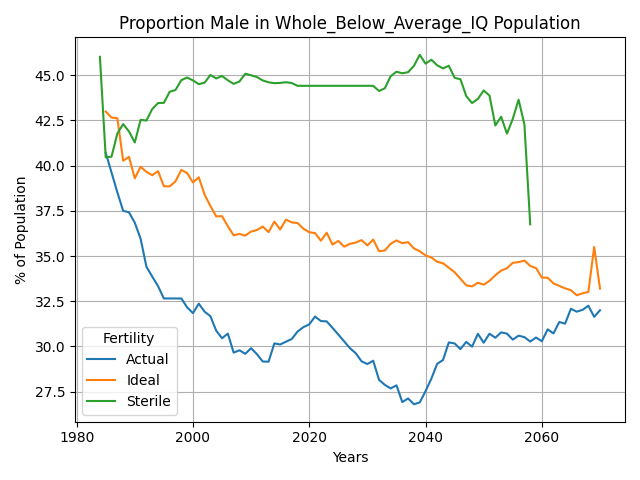 Proportion Male in Whole_Below_Average_IQ Population
% of Population
45.0
42.5
40.0
37.5
35.0
32.5
30.0
27.5
Fertility
Actual
Ideal
Sterile
1980
2000
2020
2040
2060
Years